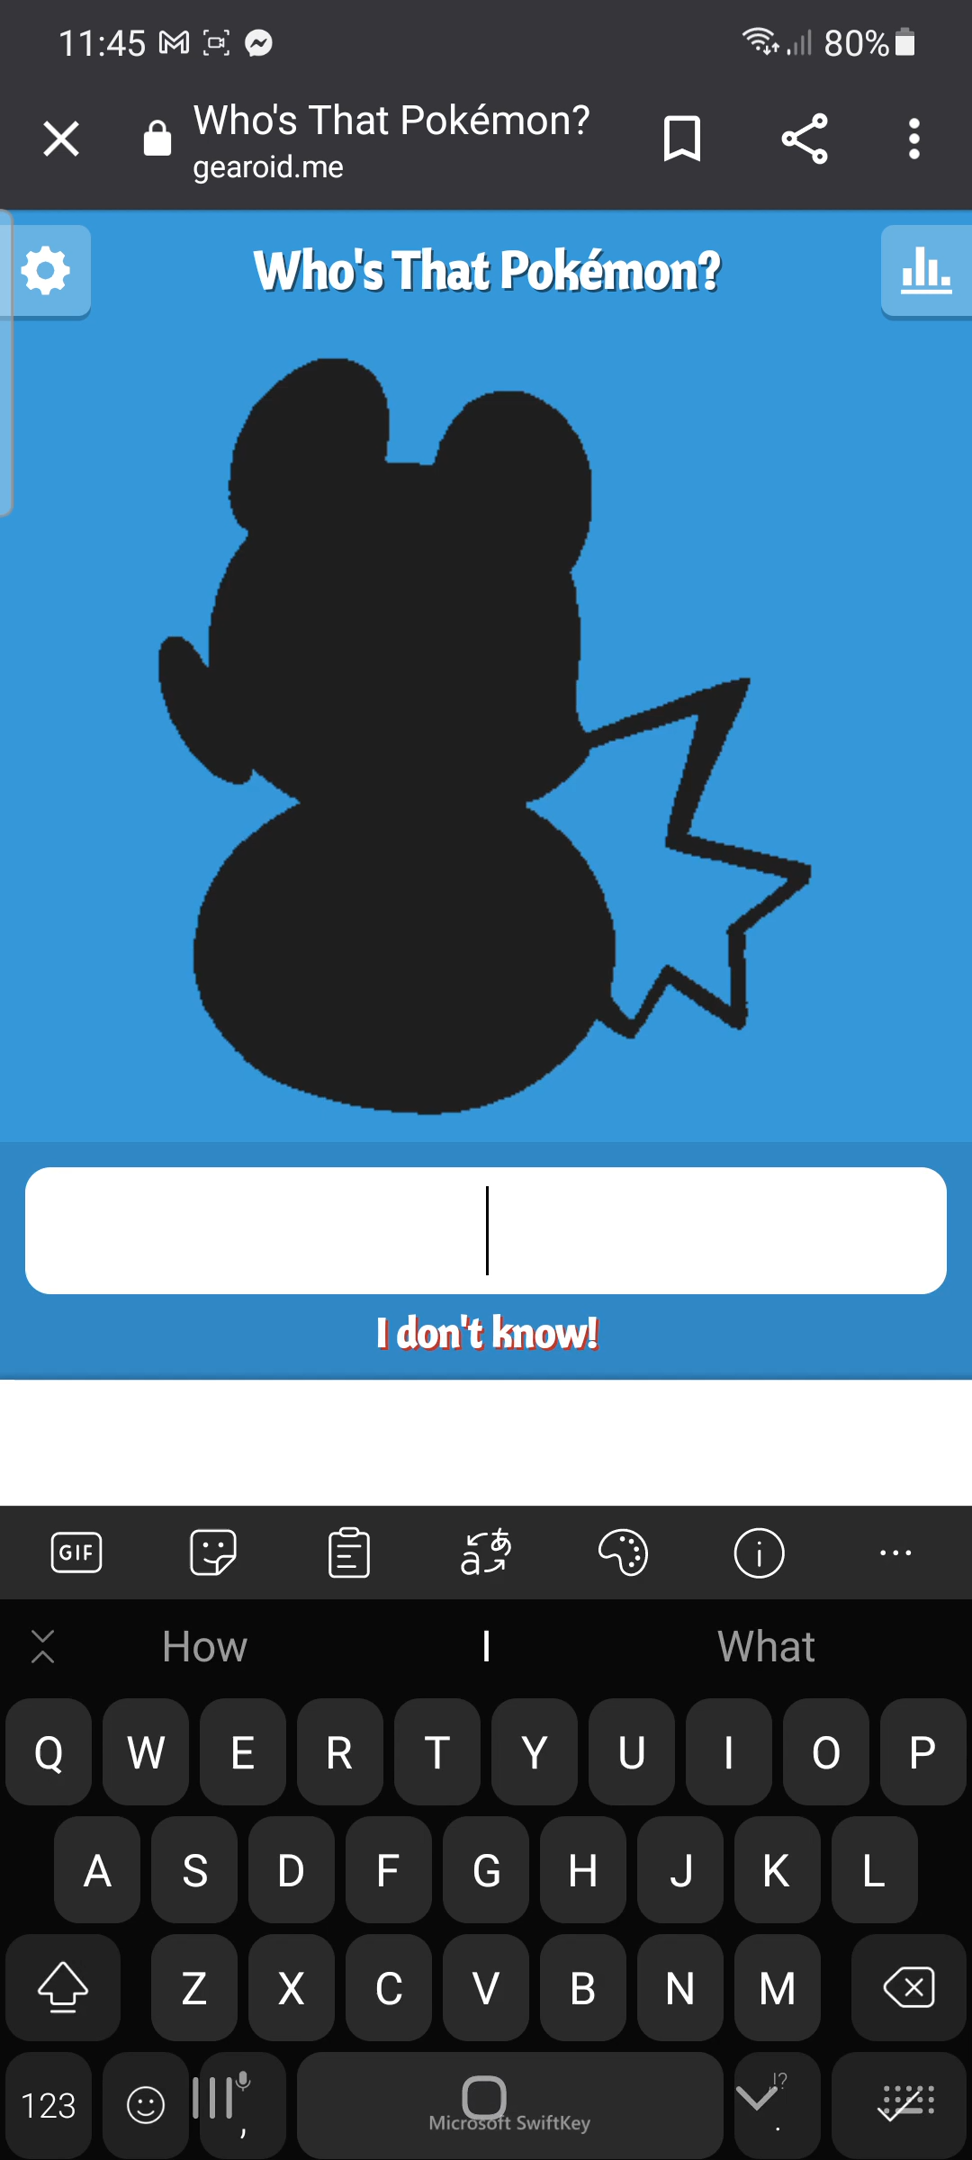 11:45 80%
Who's That Pokémon?
gearoid.me
Who's That Pokémon?
I don't know!
GIF
a あ
How I What
Q W E R T Y U I O P
A S D F G H J K L
Z X C V B N M
123 , Microsoft SwiftKey !? .